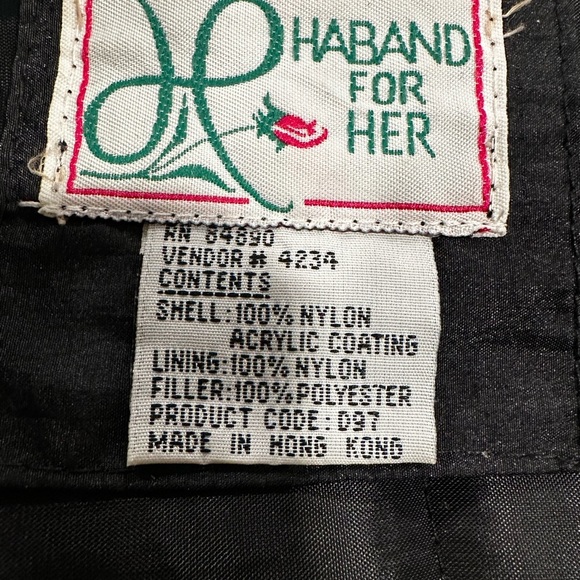 H
HABAND
FOR
HER
RN 84890
VENDOR # 4234
CONTENTS
SHELL:100% NYLON
ACRYLIC COATING
LINING:100% NYLON
FILLER:100% POLYESTER
PRODUCT CODE: 097
MADE IN HONG KONG